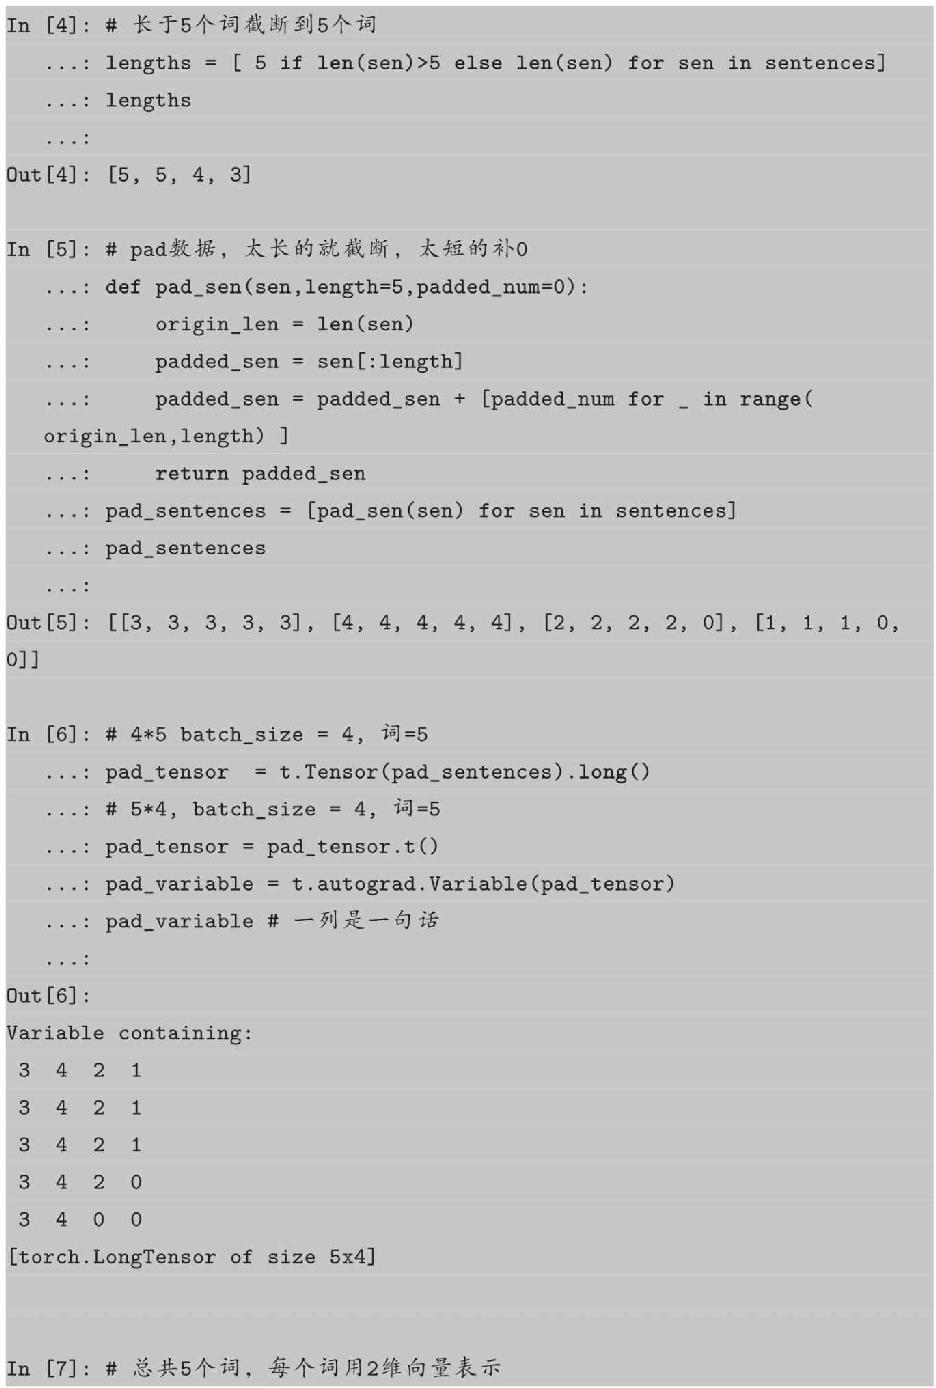 In [4]: # 长于5个词截断到5个词
   ...: lengths = [ 5 if len(sen)>5 else len(sen) for sen in sentences]
   ...: lengths
   ...:
Out[4]: [5, 5, 4, 3]
In [5]: # pad数据, 太长的就截断, 太短的补0
   ...: def pad_sen(sen,length=5,padded_num=0):
   ...:     origin_len = len(sen)
   ...:     padded_sen = sen[:length]
   ...:     padded_sen = padded_sen + [padded_num for _ in range(
   origin_len,length) ]
   ...:     return padded_sen
   ...: pad_sentences = [pad_sen(sen) for sen in sentences]
   ...: pad_sentences
   ...:
Out[5]: [[3, 3, 3, 3, 3], [4, 4, 4, 4, 4], [2, 2, 2, 2, 0], [1, 1, 1, 0,
0]]
In [6]: # 4*5 batch_size = 4, 词=5
   ...: pad_tensor  = t.Tensor(pad_sentences).long()
   ...: # 5*4, batch_size = 4, 词=5
   ...: pad_tensor = pad_tensor.t()
   ...: pad_variable = t.autograd.Variable(pad_tensor)
   ...: pad_variable # 一列是一句话
   ...:
Out[6]:
Variable containing:
 3  4  2  1
 3  4  2  1
 3  4  2  1
 3  4  2  0
 3  4  0  0
[torch.LongTensor of size 5x4]
In [7]: # 总共5个词, 每个词用2维向量表示